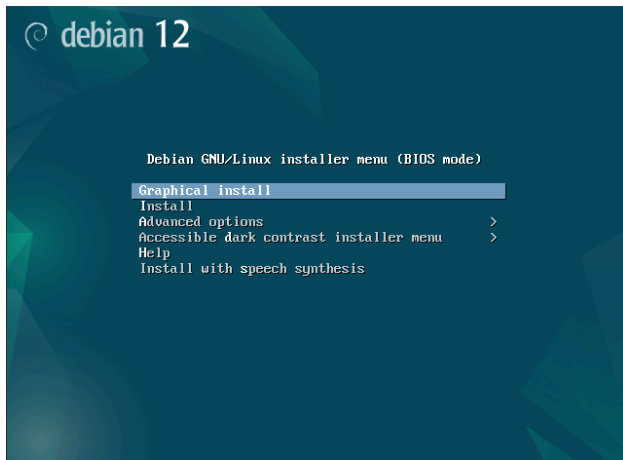 debian 12
Debian GNU/Linux installer menu (BIOS mode)
Graphical install
Install
Advanced options >
Accessible dark contrast installer menu >
Help
Install with speech synthesis